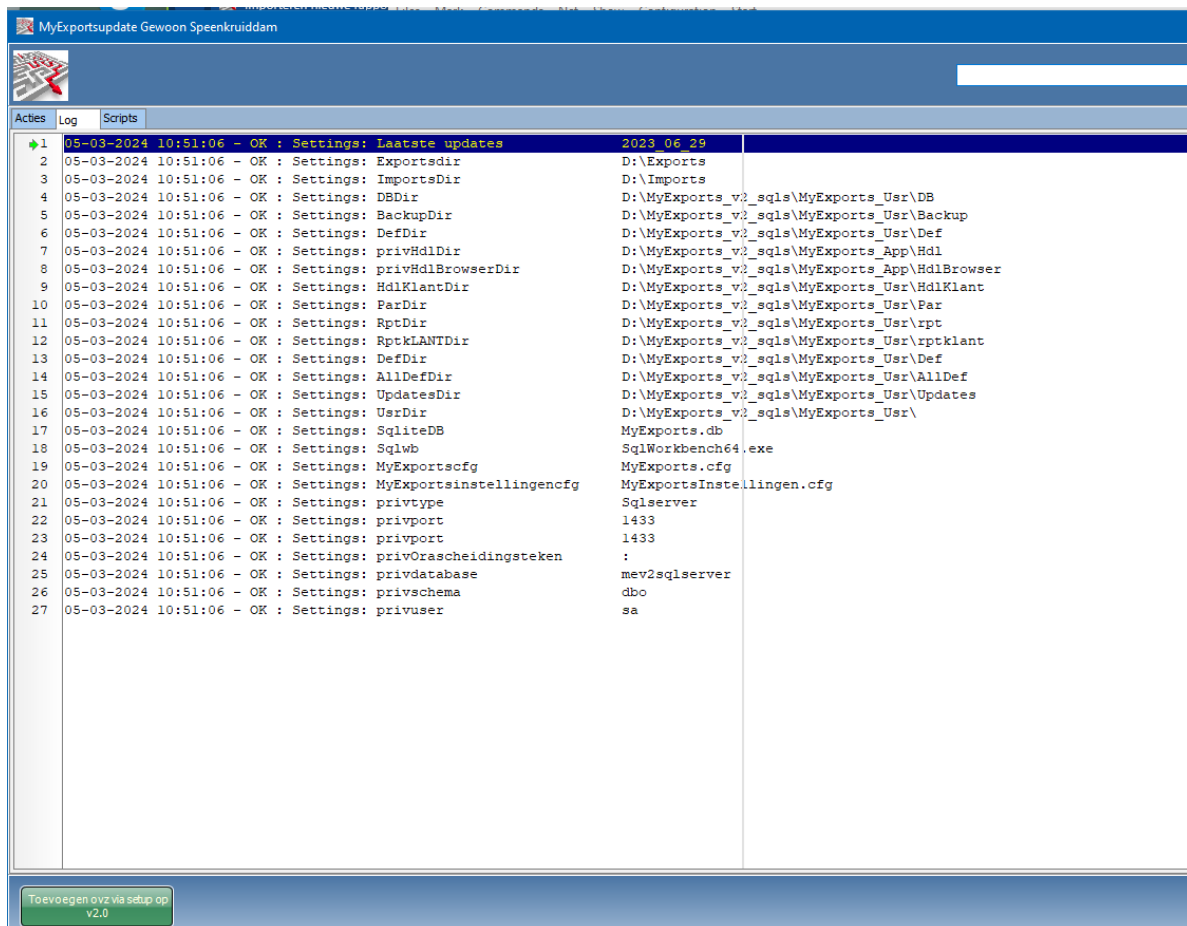 MyExportsupdate Gewoon Speenkruiddam
Acties Log Scripts
1 05-03-2024 10:51:06 - OK : Settings: Laatste updates 2023_06_29
2 05-03-2024 10:51:06 - OK : Settings: Exportsdir D:\Exports
3 05-03-2024 10:51:06 - OK : Settings: ImportsDir D:\Imports
4 05-03-2024 10:51:06 - OK : Settings: DBDir D:\MyExports_v2_sqls\MyExports_Usr\DB
5 05-03-2024 10:51:06 - OK : Settings: BackupDir D:\MyExports_v2_sqls\MyExports_Usr\Backup
6 05-03-2024 10:51:06 - OK : Settings: DefDir D:\MyExports_v2_sqls\MyExports_Usr\Def
7 05-03-2024 10:51:06 - OK : Settings: privHdlDir D:\MyExports_v2_sqls\MyExports_App\Hdl
8 05-03-2024 10:51:06 - OK : Settings: privHdlBrowserDir D:\MyExports_v2_sqls\MyExports_App\HdlBrowser
9 05-03-2024 10:51:06 - OK : Settings: HdlKlantDir D:\MyExports_v2_sqls\MyExports_Usr\HdlKlant
10 05-03-2024 10:51:06 - OK : Settings: ParDir D:\MyExports_v2_sqls\MyExports_Usr\Par
11 05-03-2024 10:51:06 - OK : Settings: RptDir D:\MyExports_v2_sqls\MyExports_Usr\rpt
12 05-03-2024 10:51:06 - OK : Settings: RptkLANTDir D:\MyExports_v2_sqls\MyExports_Usr\rptklant
13 05-03-2024 10:51:06 - OK : Settings: DefDir D:\MyExports_v2_sqls\MyExports_Usr\Def
14 05-03-2024 10:51:06 - OK : Settings: AllDefDir D:\MyExports_v2_sqls\MyExports_Usr\AllDef
15 05-03-2024 10:51:06 - OK : Settings: UpdatesDir D:\MyExports_v2_sqls\MyExports_Usr\Updates
16 05-03-2024 10:51:06 - OK : Settings: UsrDir D:\MyExports_v2_sqls\MyExports_Usr\
17 05-03-2024 10:51:06 - OK : Settings: SqliteDB MyExports.db
18 05-03-2024 10:51:06 - OK : Settings: Sqlwb SqlWorkbench64.exe
19 05-03-2024 10:51:06 - OK : Settings: MyExportscfg MyExports.cfg
20 05-03-2024 10:51:06 - OK : Settings: MyExportsinstellingencfg MyExportsInstellingen.cfg
21 05-03-2024 10:51:06 - OK : Settings: privtype Sqlserver
22 05-03-2024 10:51:06 - OK : Settings: privport 1433
23 05-03-2024 10:51:06 - OK : Settings: privport 1433
24 05-03-2024 10:51:06 - OK : Settings: privOrascheidingsteken :
25 05-03-2024 10:51:06 - OK : Settings: privdatabase mev2sqlserver
26 05-03-2024 10:51:06 - OK : Settings: privschema dbo
27 05-03-2024 10:51:06 - OK : Settings: privuser sa
Toevoegen ovz via setup op
v2.0